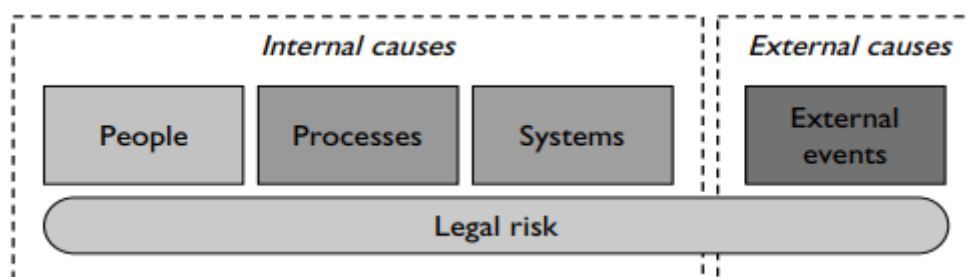 Internal causes
External causes
People
Processes
Systems
External
events
Legal risk